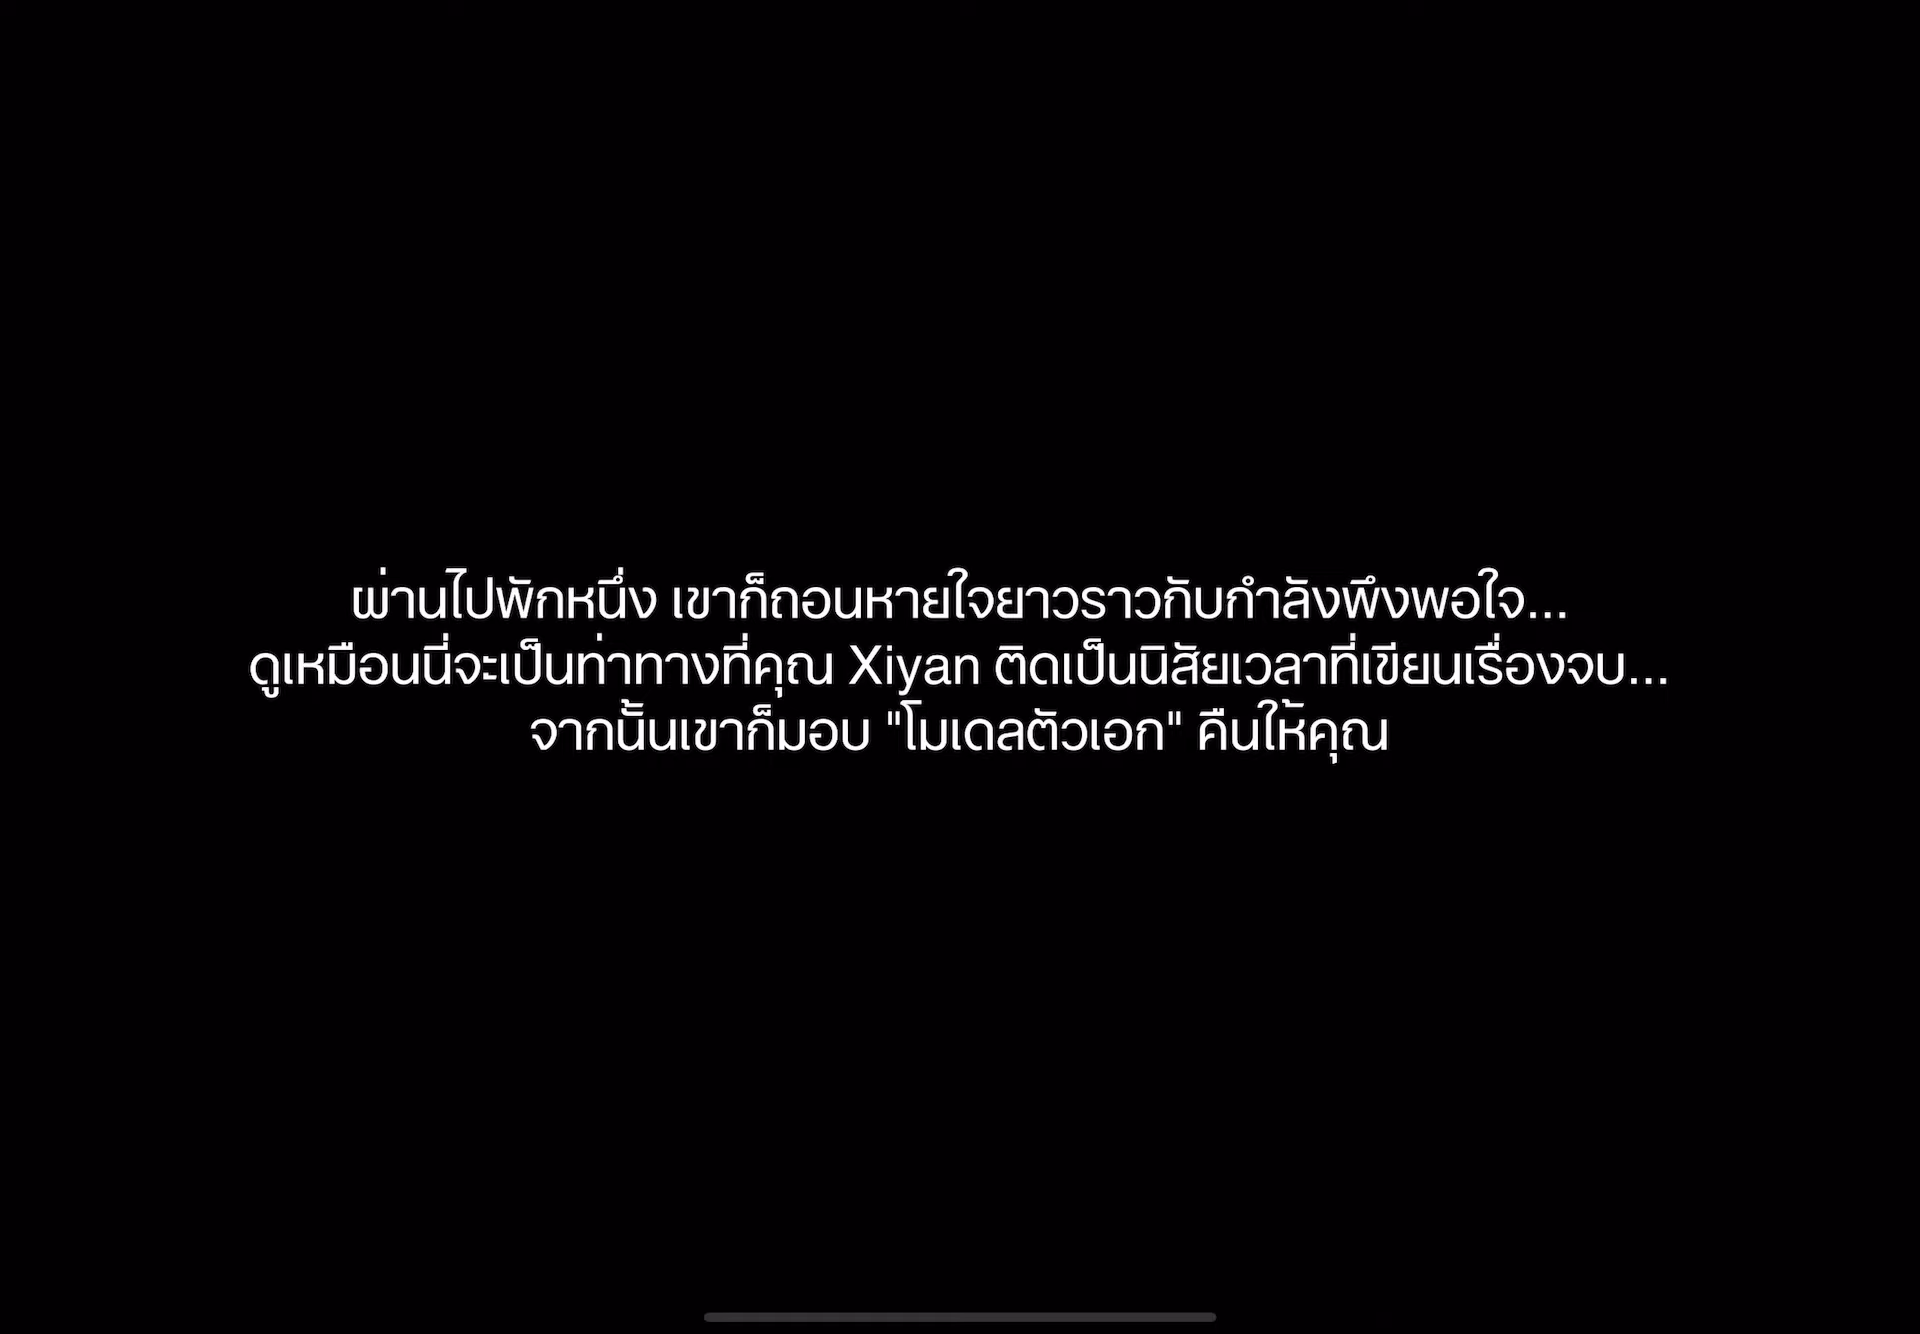 ผ่านไปพักหนึ่ง เขาก็ถอนหายใจยาวราวกับกำลังพึงพอใจ...
ดูเหมือนนี่จะเป็นท่าทางที่คุณ Xiyan ติดเป็นนิสัยเวลาที่เขียนเรื่องจบ...
จากนั้นเขาก็มอบ "โมเดลตัวเอก" คืนให้คุณ